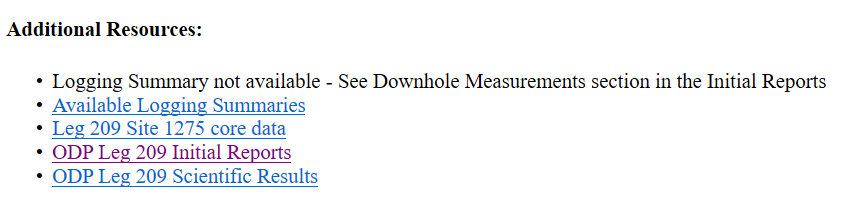 Additional Resources:
• Logging Summary not available - See Downhole Measurements section in the Initial Reports
• Available Logging Summaries
• Leg 209 Site 1275 core data
• ODP Leg 209 Initial Reports
• ODP Leg 209 Scientific Results